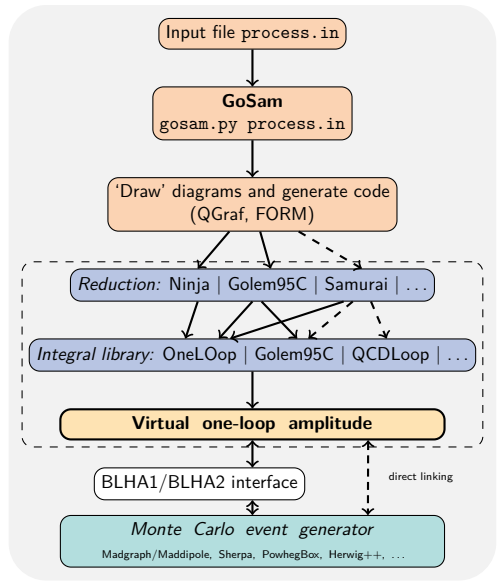 Input file process.in
GoSam
gosam.py process.in
‘Draw’ diagrams and generate code
(QGraf, FORM)
Reduction: Ninja | Golem95C | Samurai | ...
Integral library: OneLOop | Golem95C | QCDLoop | ...
Virtual one-loop amplitude
BLHA1/BLHA2 interface
direct linking
Monte Carlo event generator
Madgraph/Maddipole, Sherpa, PowhegBox, Herwig++, ...